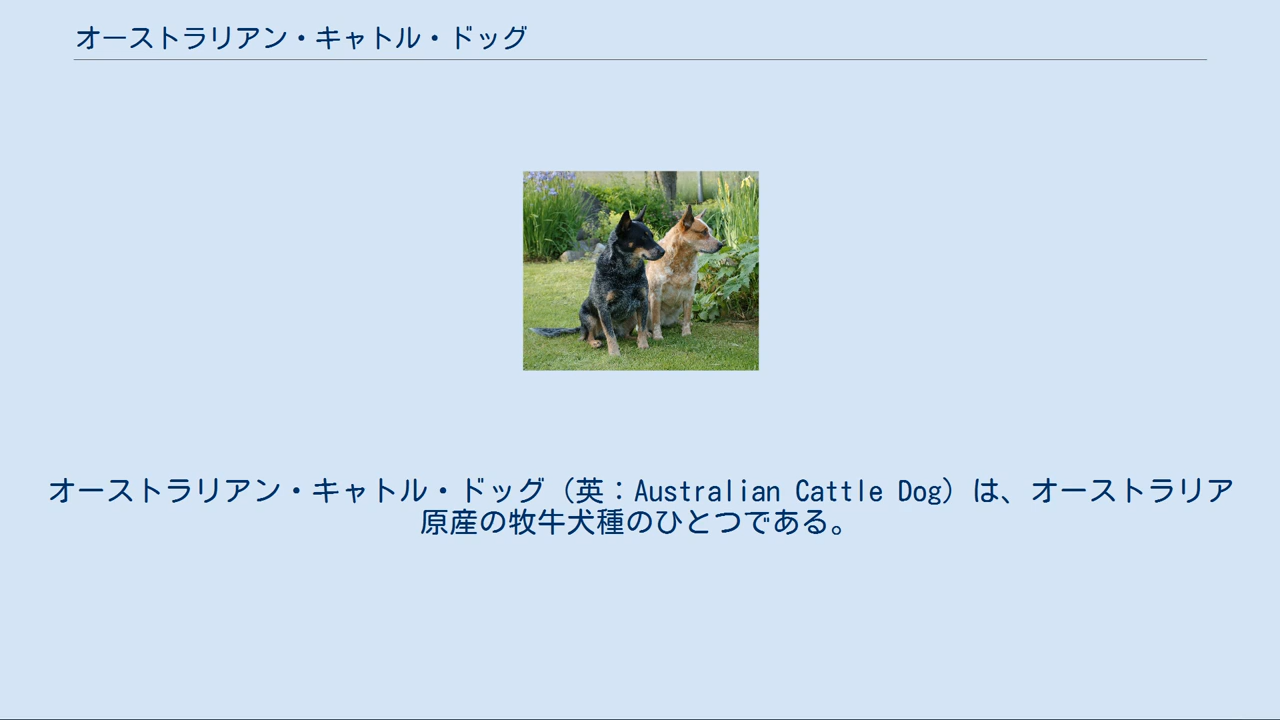 オーストラリアン・キャトル・ドッグ
オーストラリアン・キャトル・ドッグ（英：Australian Cattle Dog）は、オーストラリア
原産の牧牛犬種のひとつである。